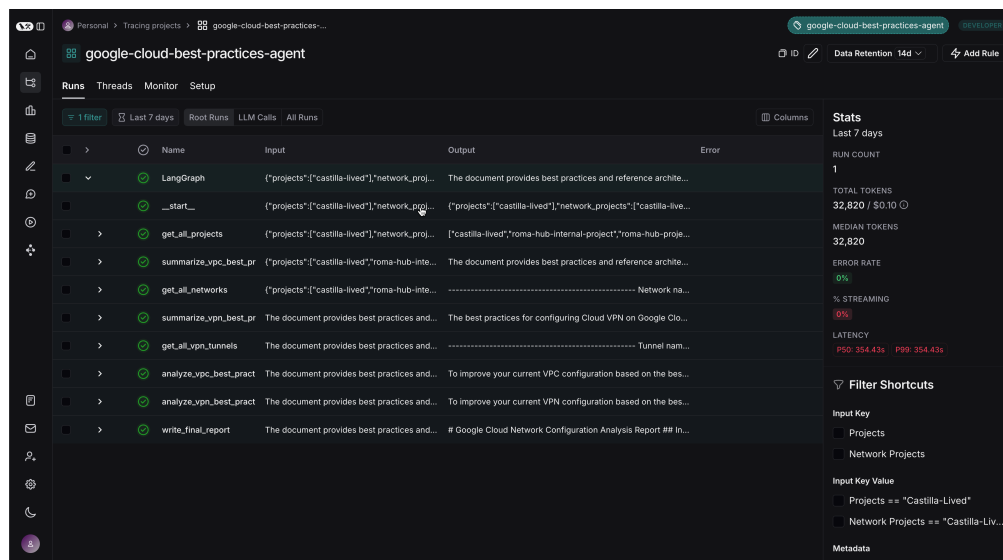 Personal > Tracing projects > google-cloud-best-practices-...
google-cloud-best-practices-agent
DEVELOPER
google-cloud-best-practices-agent
ID
Data Retention 14d
Add Rule
Runs Threads Monitor Setup
1 filter
Last 7 days
Root Runs LLM Calls All Runs
Columns
Name Input Output Error
LangGraph {"projects":["castilla-lived"],"network_proj... The document provides best practices and reference archite...
__start__ {"projects":["castilla-lived"],"network_proj... {"projects":["castilla-lived"],"network_projects":["castilla-live...
get_all_projects {"projects":["castilla-lived"],"network_proj... ["castilla-lived","roma-hub-internal-project","roma-hub-proje...
summarize_vpc_best_pr {"projects":["castilla-lived","roma-hub-inte... The document provides best practices and reference archite...
get_all_networks {"projects":["castilla-lived","roma-hub-inte... -------------------------------------------------- Network na...
summarize_vpn_best_pr The document provides best practices and... The best practices for configuring Cloud VPN on Google Clo...
get_all_vpn_tunnels The document provides best practices and... -------------------------------------------------- Tunnel nam...
analyze_vpc_best_pract The document provides best practices and... To improve your current VPC configuration based on the bes...
analyze_vpn_best_pract The document provides best practices and... To improve your current VPN configuration based on the bes...
write_final_report The document provides best practices and... # Google Cloud Network Configuration Analysis Report ## In...
Stats
Last 7 days
RUN COUNT
1
TOTAL TOKENS
32,820 / $0.10
MEDIAN TOKENS
32,820
ERROR RATE
0%
% STREAMING
0%
LATENCY
P50: 354.43s P99: 354.43s
Filter Shortcuts
Input Key
Projects
Network Projects
Input Key Value
Projects == "Castilla-Lived"
Network Projects == "Castilla-Liv...
Metadata